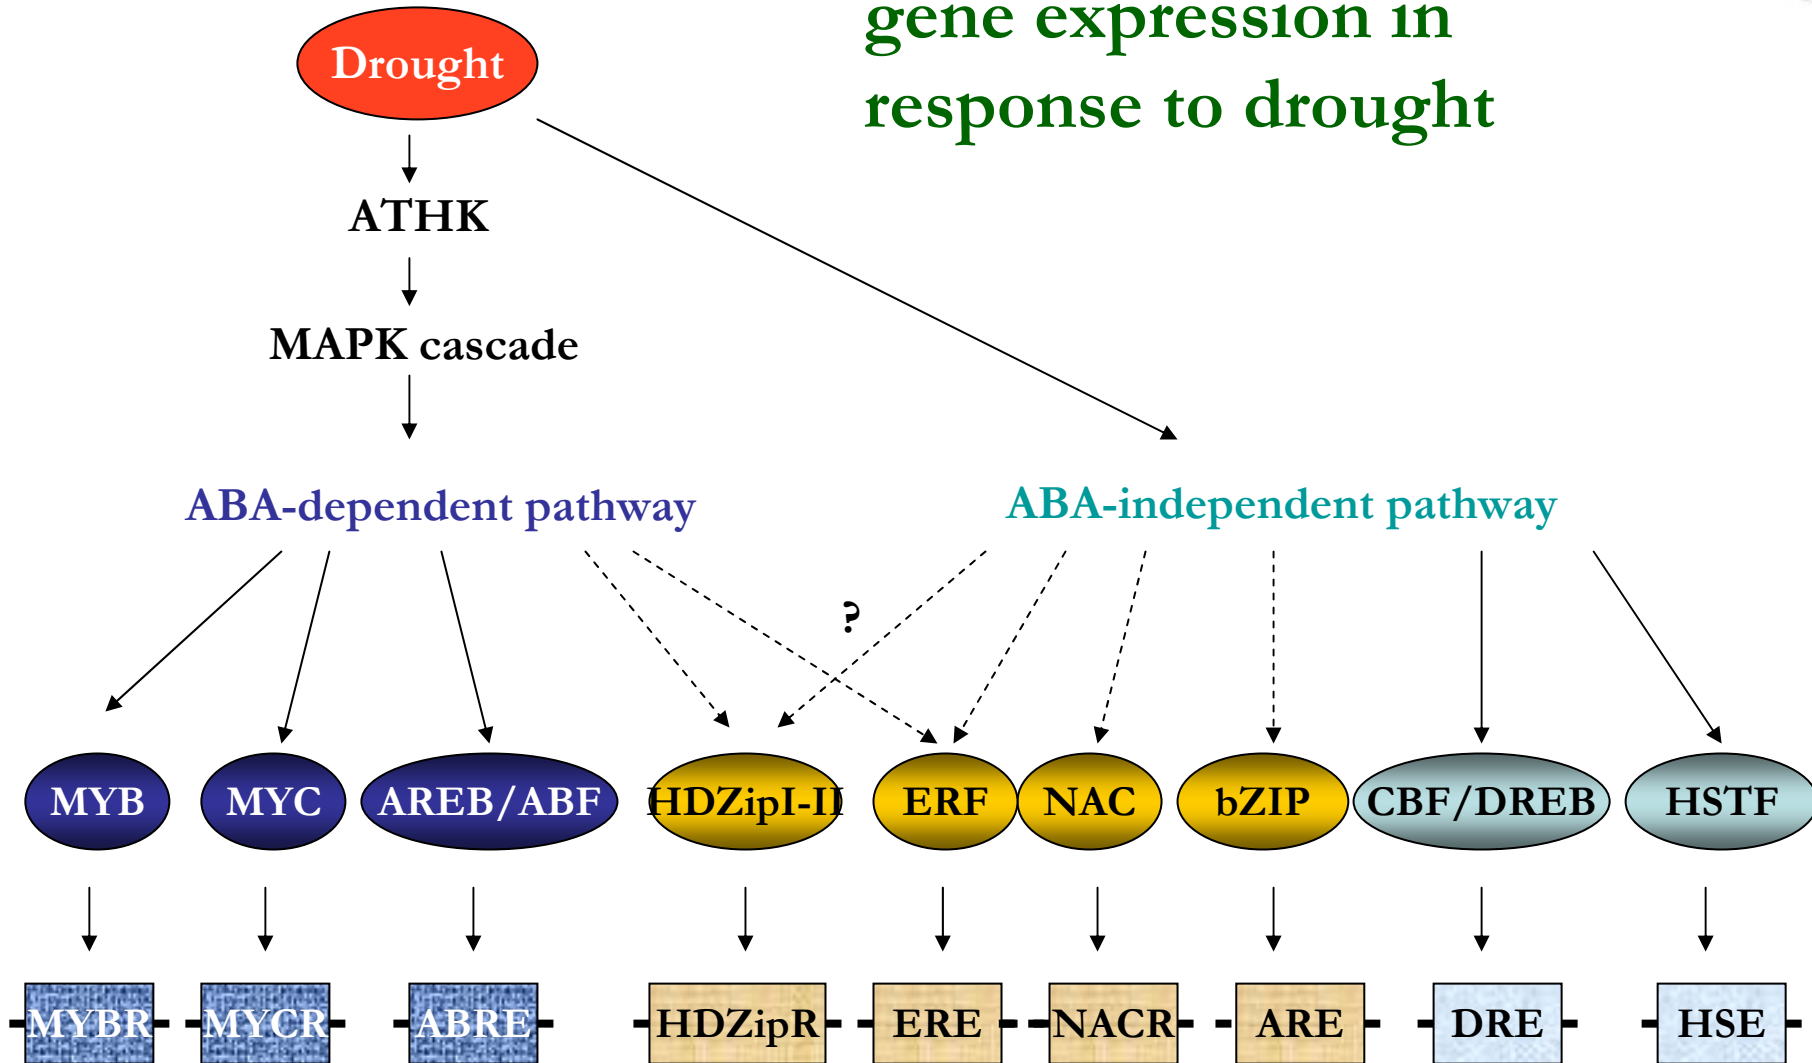 gene expression in
response to drought
Drought
ATHK
MAPK cascade
ABA-dependent pathway
ABA-independent pathway
?
MYB
MYC
AREB/ABF
HDZipI-II
ERF
NAC
bZIP
CBF/DREB
HSTF
MYBR
MYCR
ABRE
HDZipR
ERE
NACR
ARE
DRE
HSE